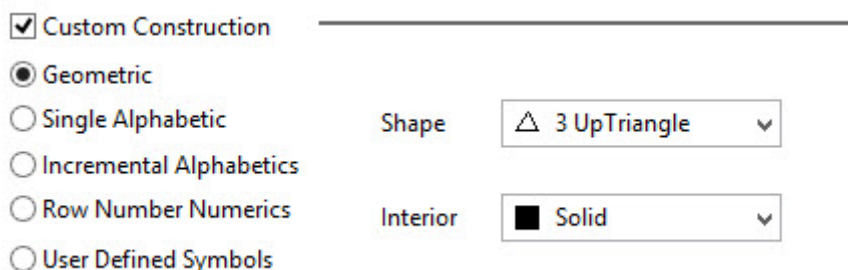 Custom Construction
Geometric
Single Alphabetic
Shape 3 UpTriangle
Incremental Alphabetics
Row Number Numerics
Interior Solid
User Defined Symbols